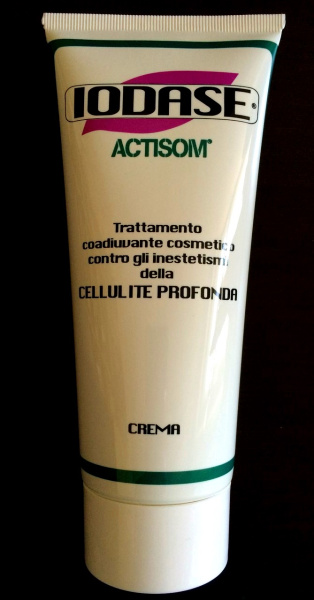 IODASE®
ACTISOM®
Trattamento
coadiuvante cosmetico
contro gli inestetismi
della
CELLULITE PROFONDA
CREMA